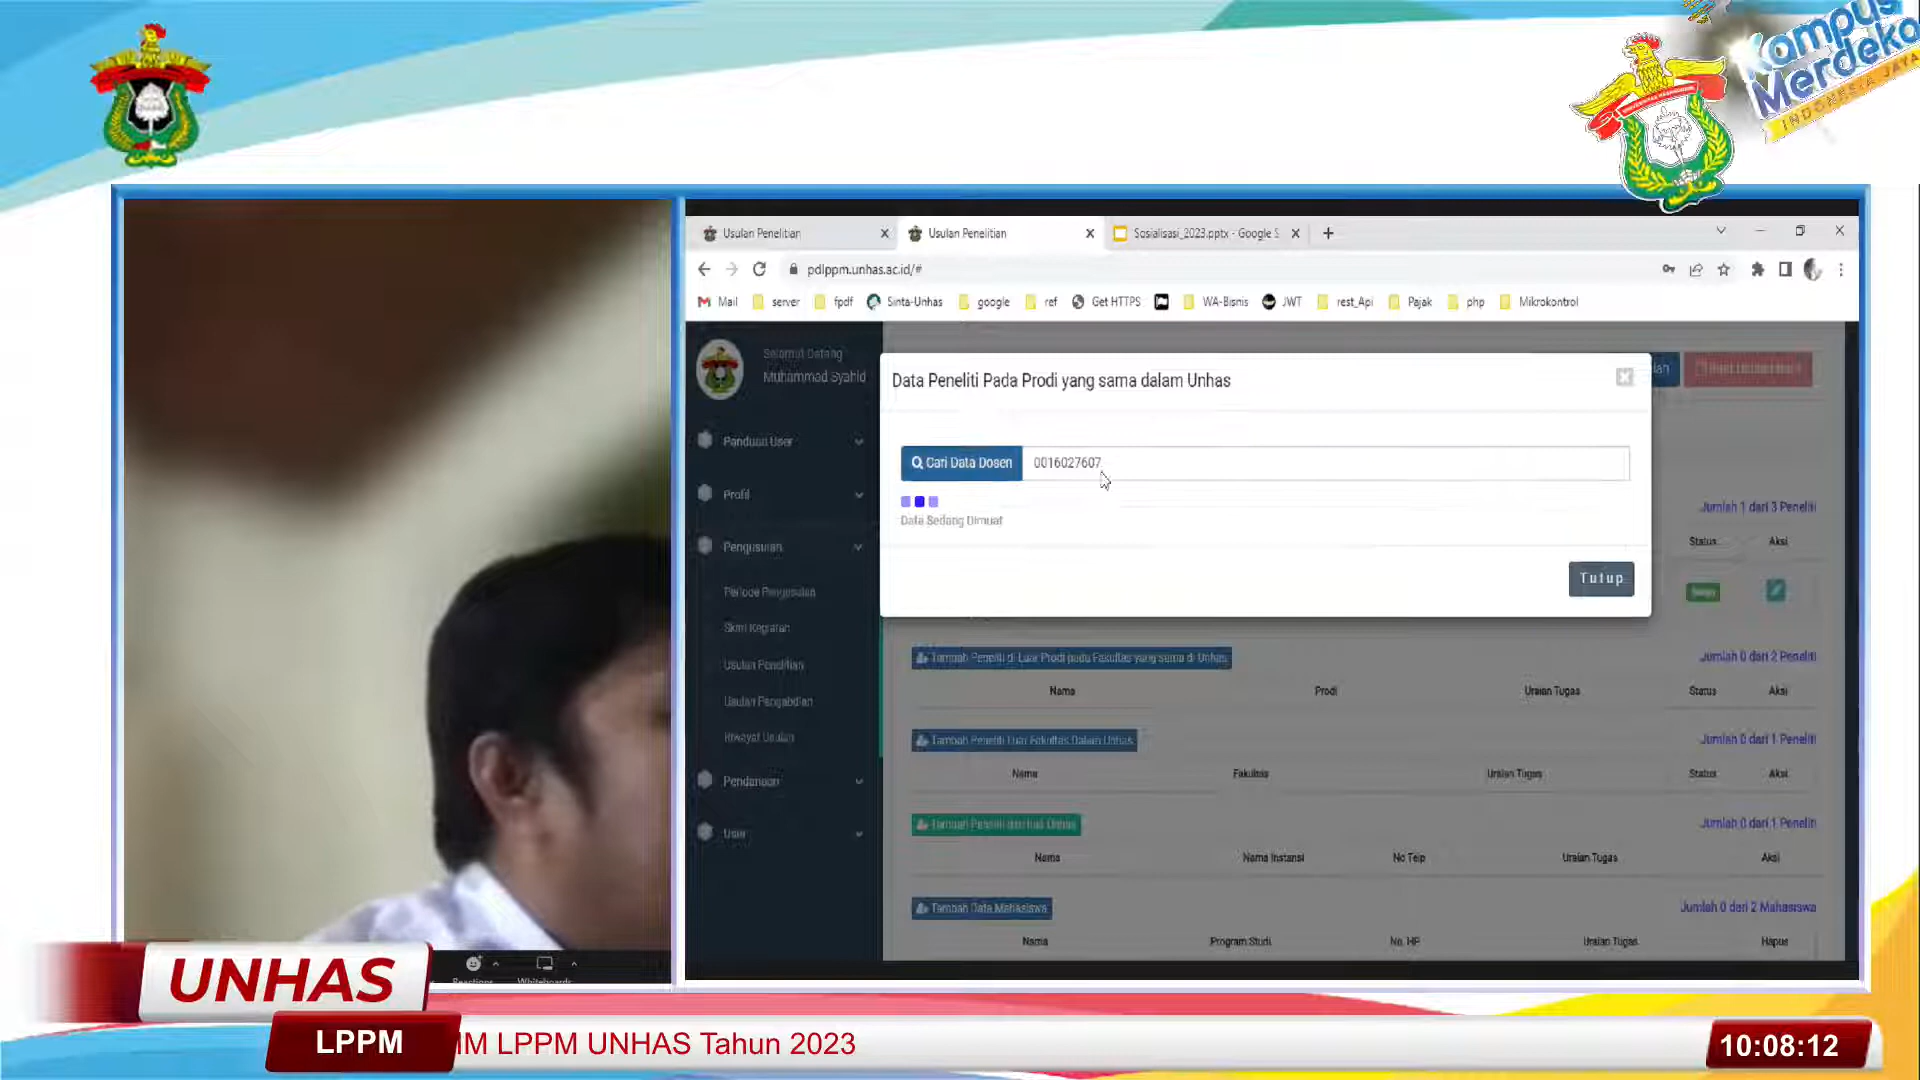 Kampus
Merdeka
INDONESIA JAYA
Usulan Penelitian
Usulan Penelitian
Sosialisasi_2023.pptx - Google S
pdlppm.unhas.ac.id/#
Mail server fpdf Sinta-Unhas google ref Get HTTPS WA-Bisnis JWT rest_Api Pajak php Mikrokontrol
Selamat Datang
Muhammad Syahid
Panduan User
Profil
Pengusulan
Periode Pengusulan
Skim Kegiatan
Usulan Penelitian
Usulan Pengabdian
Riwayat Usulan
Pendanaan
User
Data Peneliti Pada Prodi yang sama dalam Unhas
Cari Data Dosen 0016027607
Data Sedang Dimuat
Tutup
Jumlah 1 dari 3 Peneliti
Status Aksi
Tambah Peneliti di Luar Prodi pada Fakultas yang sama di Unhas Jumlah 0 dari 2 Peneliti
Nama Prodi Uraian Tugas Status Aksi
Tambah Peneliti Luar Fakultas Dalam Unhas Jumlah 0 dari 1 Peneliti
Nama Fakultas Uraian Tugas Status Aksi
Tambah Peneliti dari luar Unhas Jumlah 0 dari 1 Peneliti
Nama Nama Instansi No Telp Uraian Tugas Aksi
Tambah Data Mahasiswa Jumlah 0 dari 2 Mahasiswa
Nama Program Studi No. HP Uraian Tugas Hapus
Reactions Whiteboards
UNHAS
LPPM
IM LPPM UNHAS Tahun 2023
10:08:12